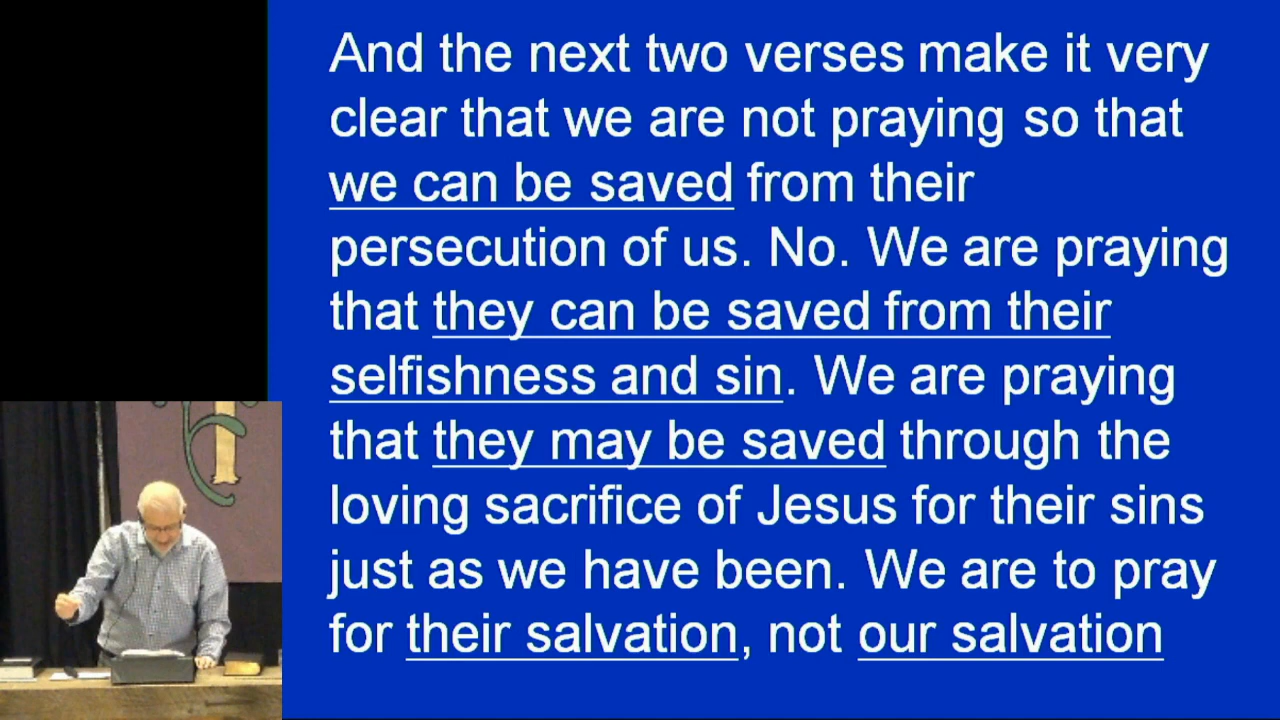 And the next two verses make it very
clear that we are not praying so that
we can be saved from their
persecution of us. No. We are praying
that they can be saved from their
selfishness and sin. We are praying
that they may be saved through the
loving sacrifice of Jesus for their sins
just as we have been. We are to pray
for their salvation, not our salvation